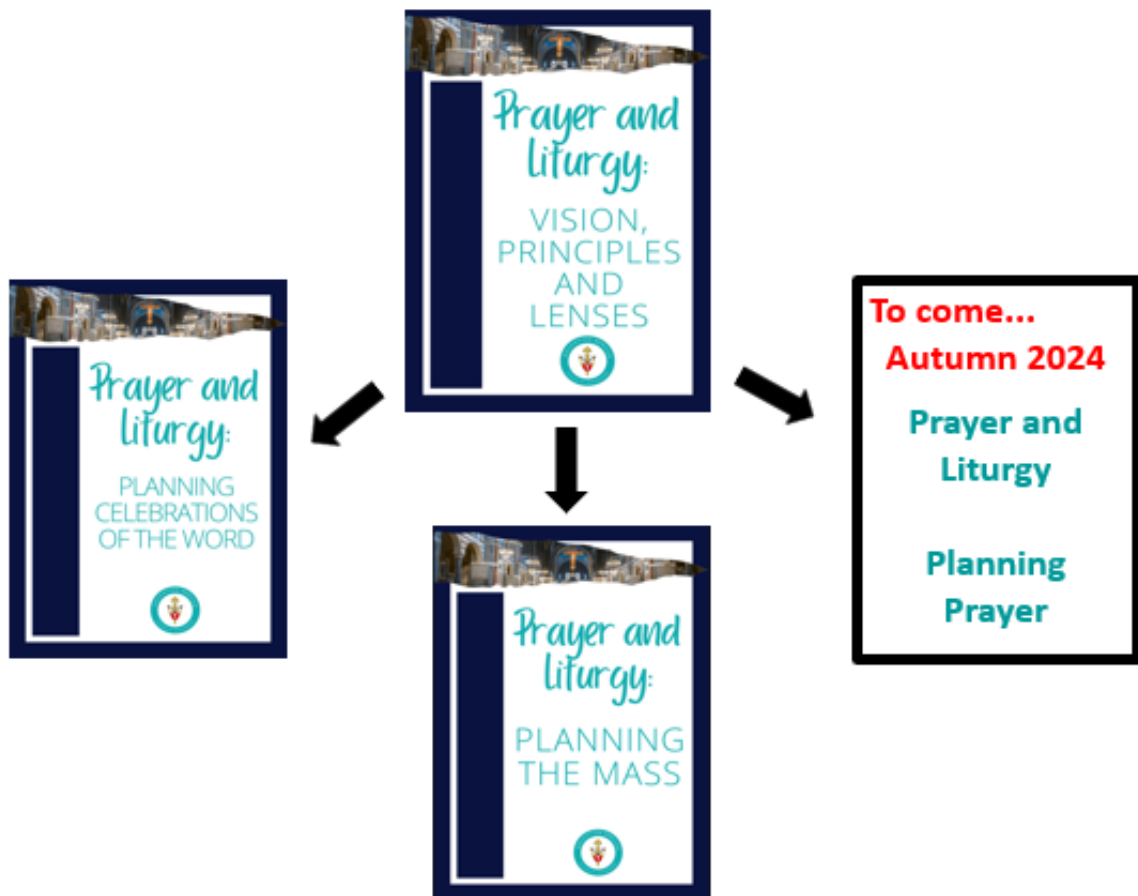 Prayer and
liturgy:
VISION,
PRINCIPLES
AND
LENSES
Prayer and
liturgy:
PLANNING
CELEBRATIONS
OF THE WORD
Prayer and
liturgy:
PLANNING
THE MASS
To come...
Autumn 2024
Prayer and
Liturgy
Planning
Prayer